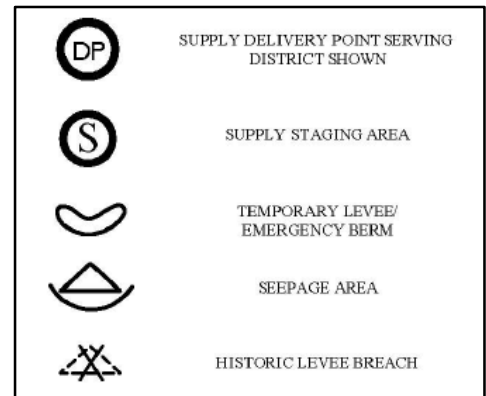 DP
SUPPLY DELIVERY POINT SERVING
DISTRICT SHOWN
S
SUPPLY STAGING AREA
TEMPORARY LEVEE/
EMERGENCY BERM
SEEPAGE AREA
HISTORIC LEVEE BREACH